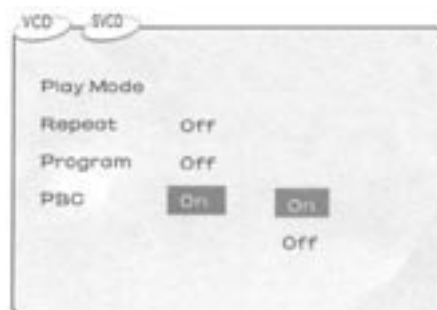 VCD SVCD
Play Mode
Repeat Off
Program Off
PBC On On
Off